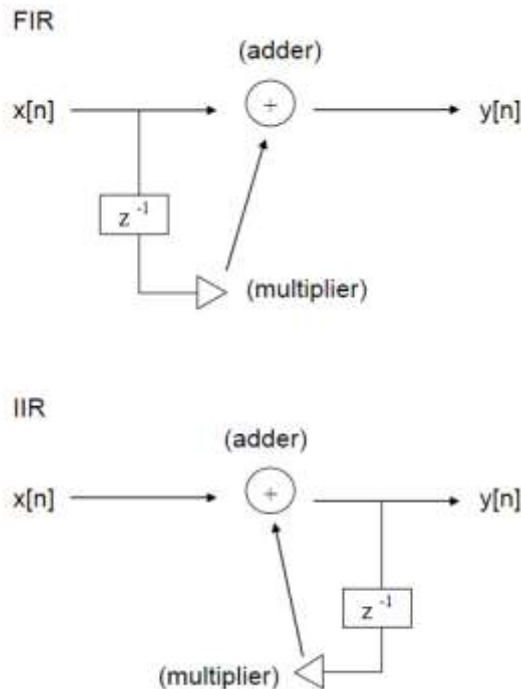 FIR
(adder)
x[n] + y[n]
z⁻¹
(multiplier)
IIR
(adder)
x[n] + y[n]
z⁻¹
(multiplier)